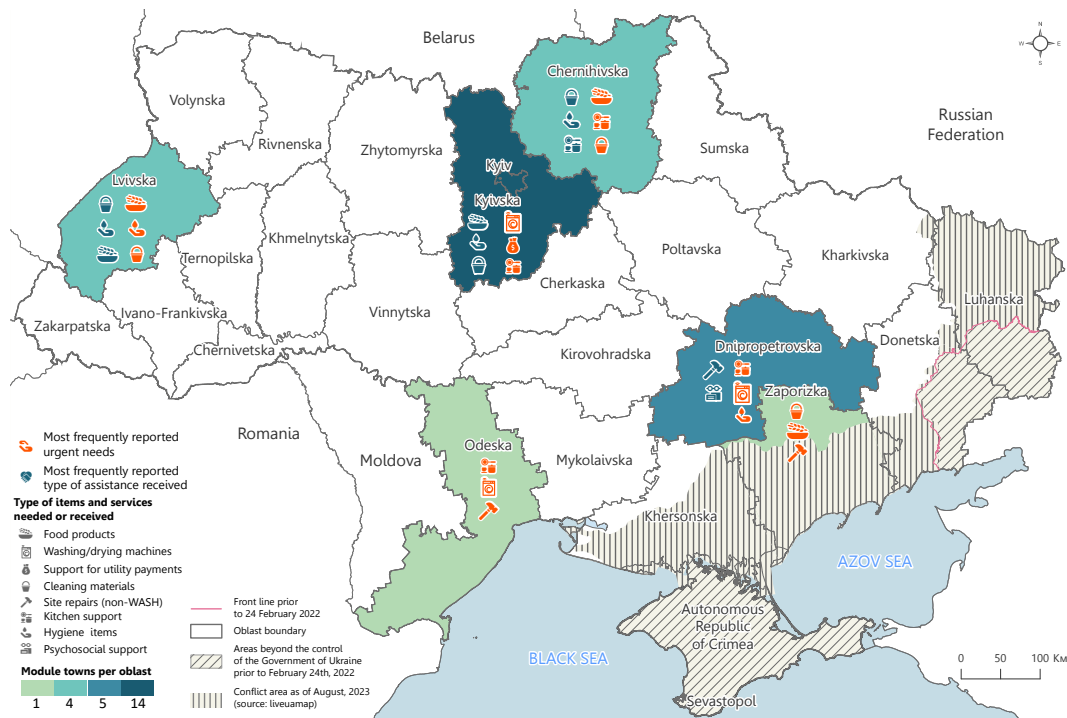 N
W
E
S
Belarus
Russian
Federation
Chernihivska
Volynska
Rivnenska
Zhytomyrska
Kyiv
Kyivska
Sumska
Lvivska
Khmelnytska
Ternopilska
Poltavska
Kharkivska
Cherkaska
Vinnytska
Luhanska
Zakarpatska
Ivano-Frankivska
Chernivetska
Kirovohradska
Dnipropetrovska
Donetska
Zaporizka
Romania
Moldova
Odeska
Mykolaivska
Khersonska
AZOV SEA
Autonomous
Republic
of Crimea
BLACK SEA
Sevastopol
Most frequently reported
urgent needs
Most frequently reported
type of assistance received
Type of items and services
needed or received
Food products
Washing/drying machines
Support for utility payments
Cleaning materials
Site repairs (non-WASH)
Kitchen support
Hygiene items
Psychosocial support
Module towns per oblast
1 4 5 14
Front line prior
to 24 February 2022
Oblast boundary
Areas beyond the control
of the Government of Ukraine
prior to February 24th, 2022
Conflict area as of August, 2023
(source: liveuamap)
0 50 100 KM